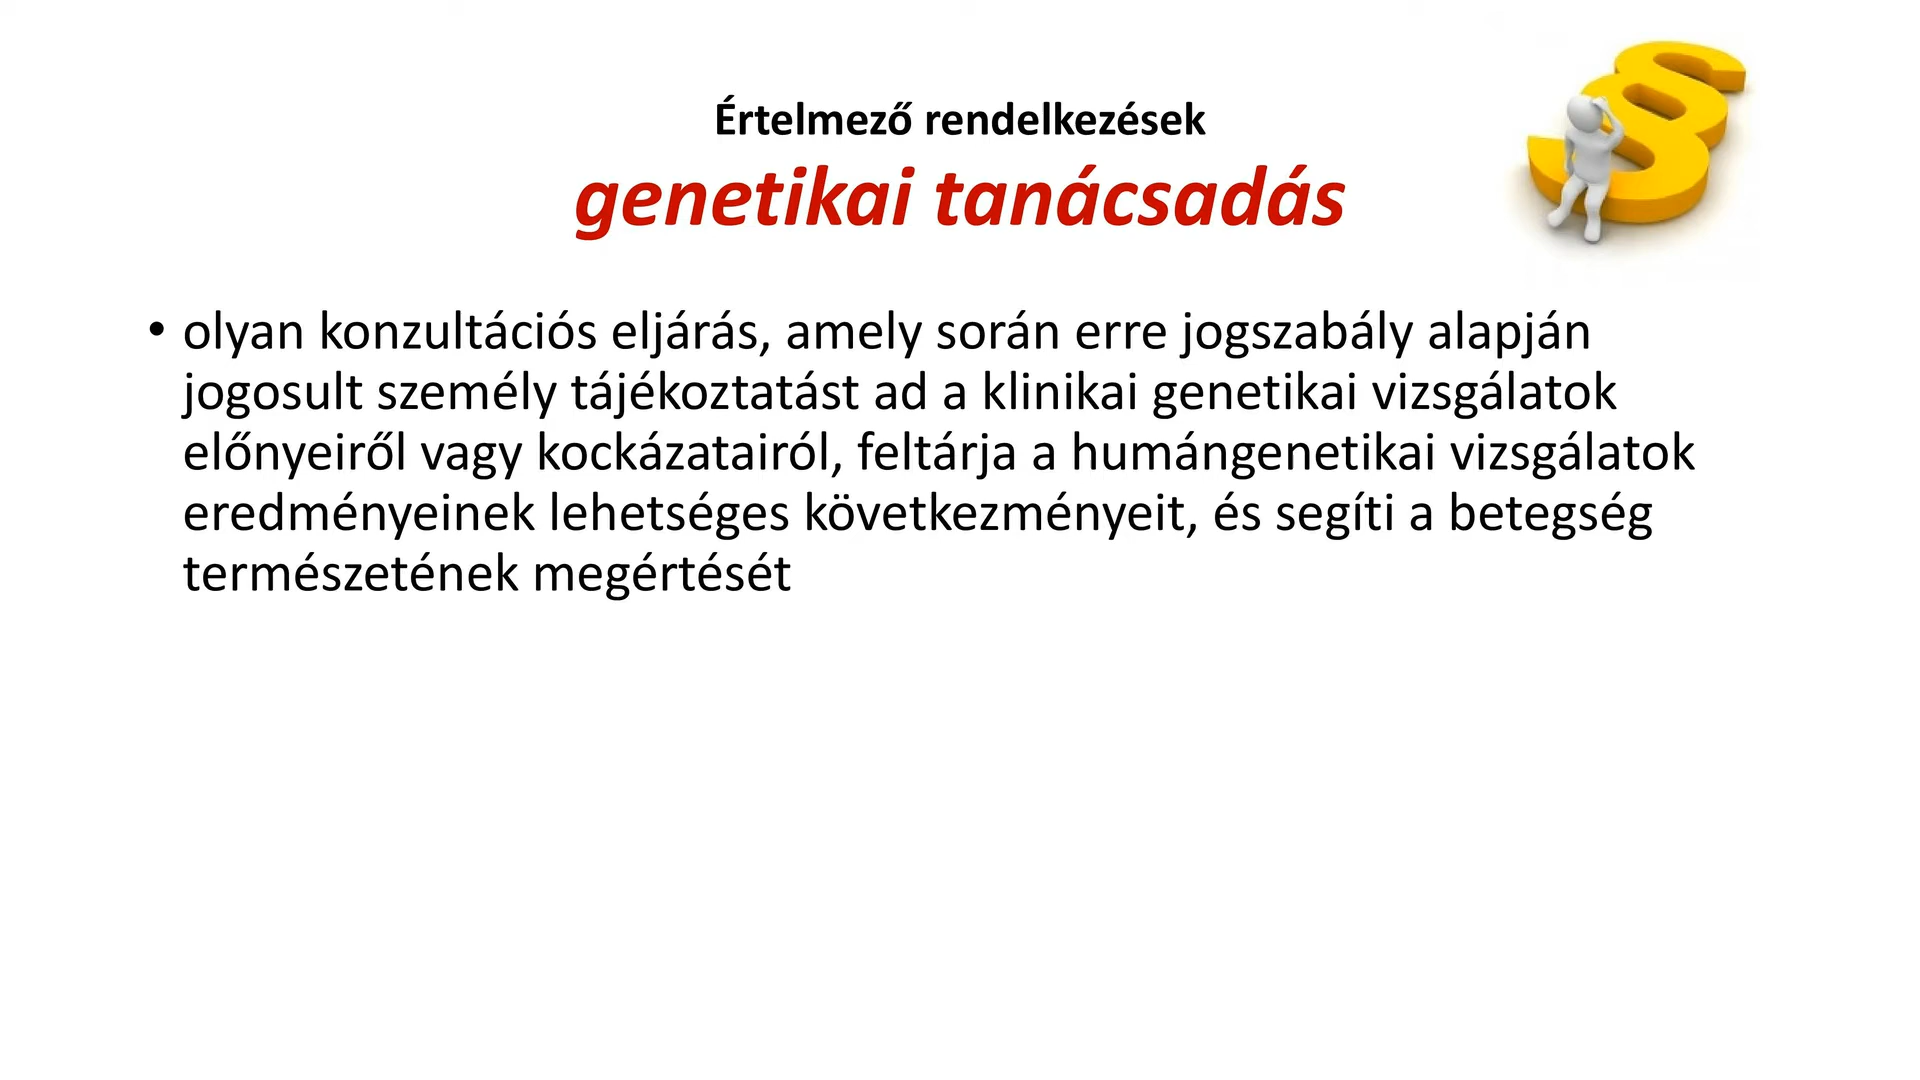 Értelmező rendelkezések
genetikai tanácsadás
• olyan konzultációs eljárás, amely során erre jogszabály alapján
jogosult személy tájékoztatást ad a klinikai genetikai vizsgálatok
előnyeiről vagy kockázatairól, feltárja a humángenetikai vizsgálatok
eredményeinek lehetséges következményeit, és segíti a betegség
természetének megértését